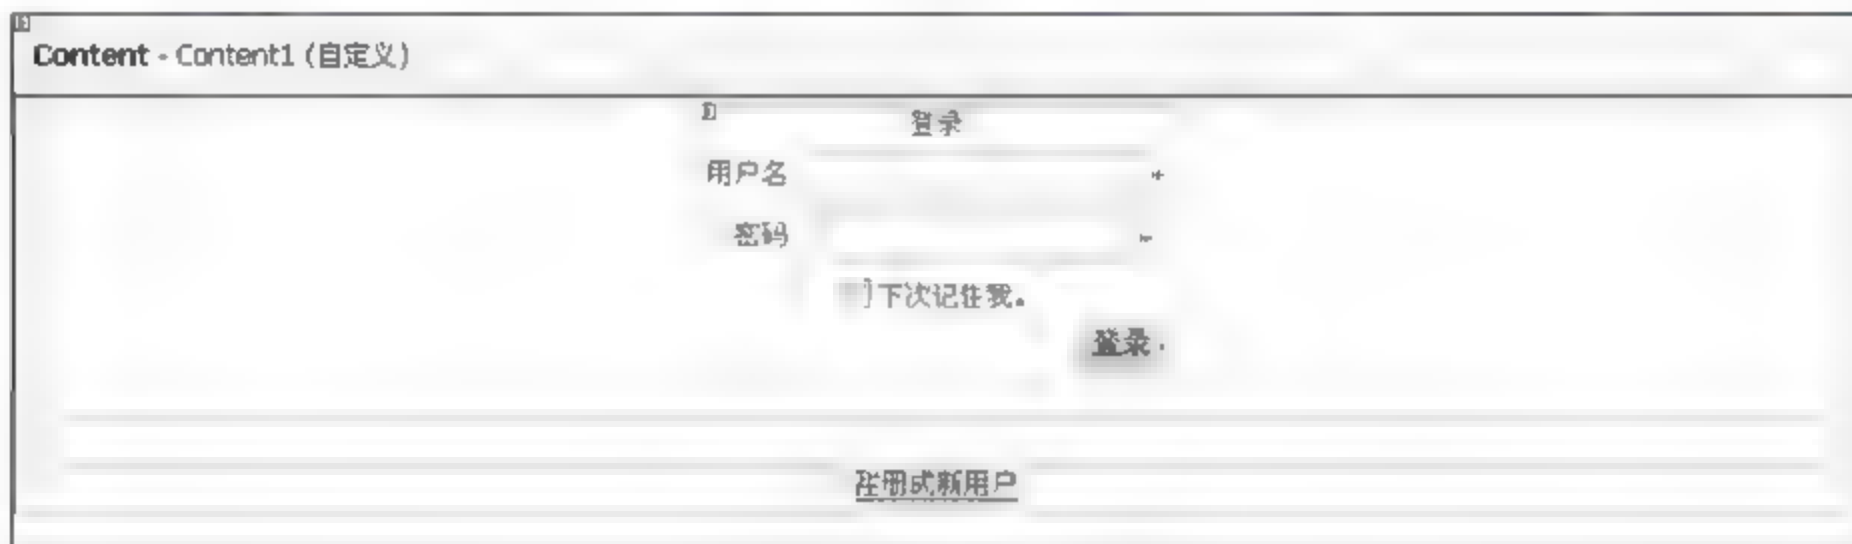 Content - Content1 (自定义)
登录
用户名
*
密码
下次记住我。
登录
注册成新用户